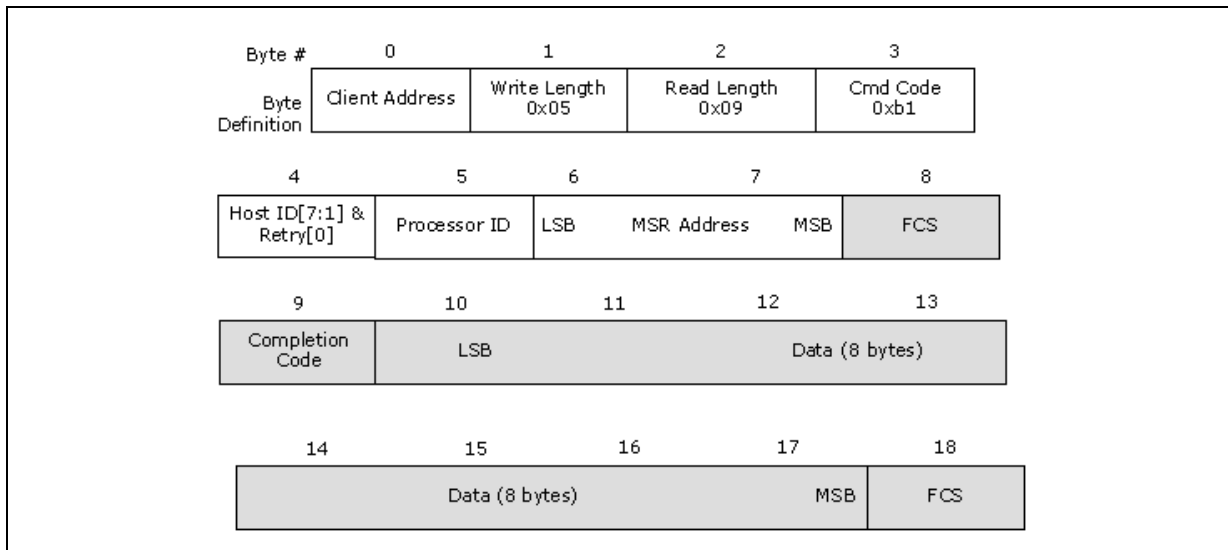 Byte # 0 1 2 3
Byte Definition
Client Address
Write Length
0x05
Read Length
0x09
Cmd Code
0xb1
4 5 6 7 8
Host ID[7:1] &
Retry[0]
Processor ID
LSB MSR Address MSB
FCS
9 10 11 12 13
Completion
Code
LSB Data (8 bytes)
14 15 16 17 18
Data (8 bytes) MSB
FCS